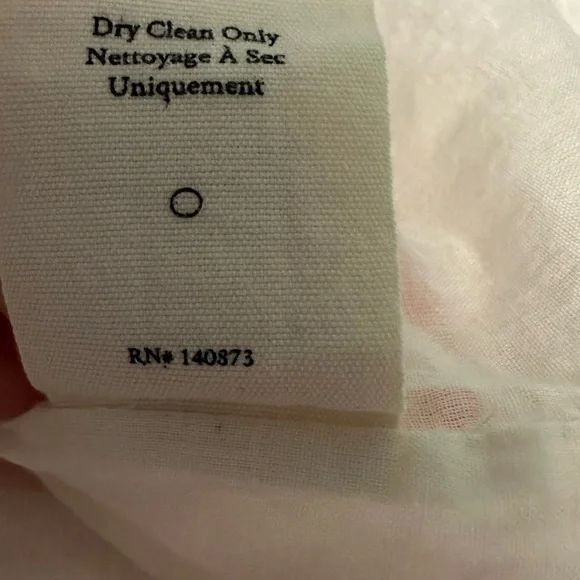 Dry Clean Only
Nettoyage À Sec
Uniquement
RN# 140873